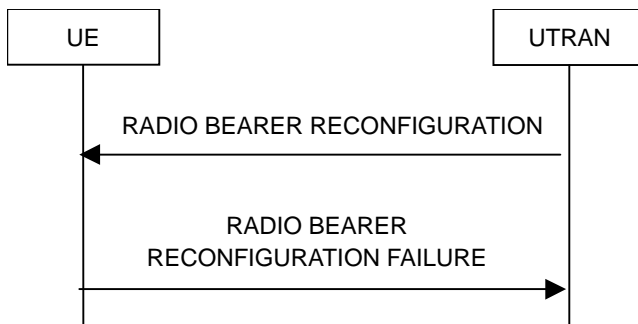 UE
UTRAN
RADIO BEARER RECONFIGURATION
RADIO BEARER
RECONFIGURATION FAILURE